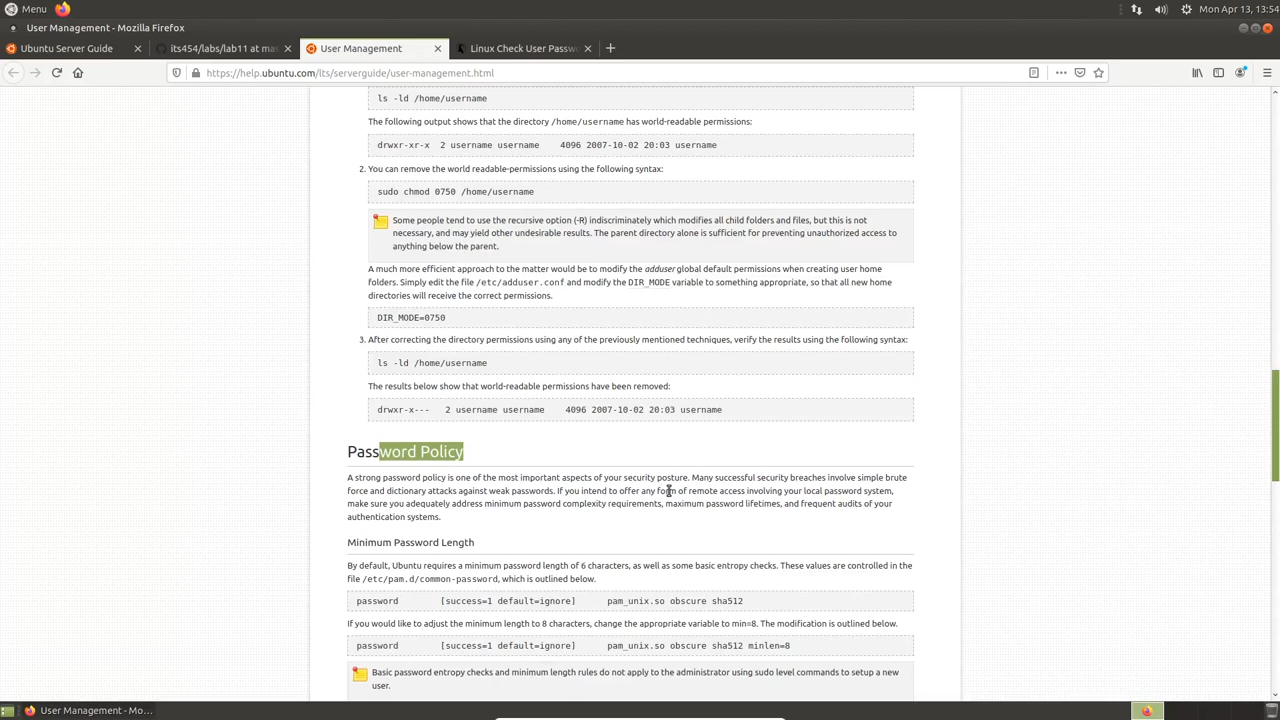 Menu
Mon Apr 13, 13:54
User Management - Mozilla Firefox
Ubuntu Server Guide
its454/labs/lab11 at mas
User Management
Linux Check User Passwo
https://help.ubuntu.com/lts/serverguide/user-management.html
ls -ld /home/username
The following output shows that the directory /home/username has world-readable permissions:
drwxr-xr-x  2 username username    4096 2007-10-02 20:03 username
2. You can remove the world readable-permissions using the following syntax:
sudo chmod 0750 /home/username
Some people tend to use the recursive option (-R) indiscriminately which modifies all child folders and files, but this is not
necessary, and may yield other undesirable results. The parent directory alone is sufficient for preventing unauthorized access to
anything below the parent.
A much more efficient approach to the matter would be to modify the adduser global default permissions when creating user home
folders. Simply edit the file /etc/adduser.conf and modify the DIR_MODE variable to something appropriate, so that all new home
directories will receive the correct permissions.
DIR_MODE=0750
3. After correcting the directory permissions using any of the previously mentioned techniques, verify the results using the following syntax:
ls -ld /home/username
The results below show that world-readable permissions have been removed:
drwxr-x---   2 username username    4096 2007-10-02 20:03 username
Password Policy
A strong password policy is one of the most important aspects of your security posture. Many successful security breaches involve simple brute
force and dictionary attacks against weak passwords. If you intend to offer any form of remote access involving your local password system,
make sure you adequately address minimum password complexity requirements, maximum password lifetimes, and frequent audits of your
authentication systems.
Minimum Password Length
By default, Ubuntu requires a minimum password length of 6 characters, as well as some basic entropy checks. These values are controlled in the
file /etc/pam.d/common-password, which is outlined below.
password        [success=1 default=ignore]      pam_unix.so obscure sha512
If you would like to adjust the minimum length to 8 characters, change the appropriate variable to min=8. The modification is outlined below.
password        [success=1 default=ignore]      pam_unix.so obscure sha512 minlen=8
Basic password entropy checks and minimum length rules do not apply to the administrator using sudo level commands to setup a new
user.
User Management - Mo...